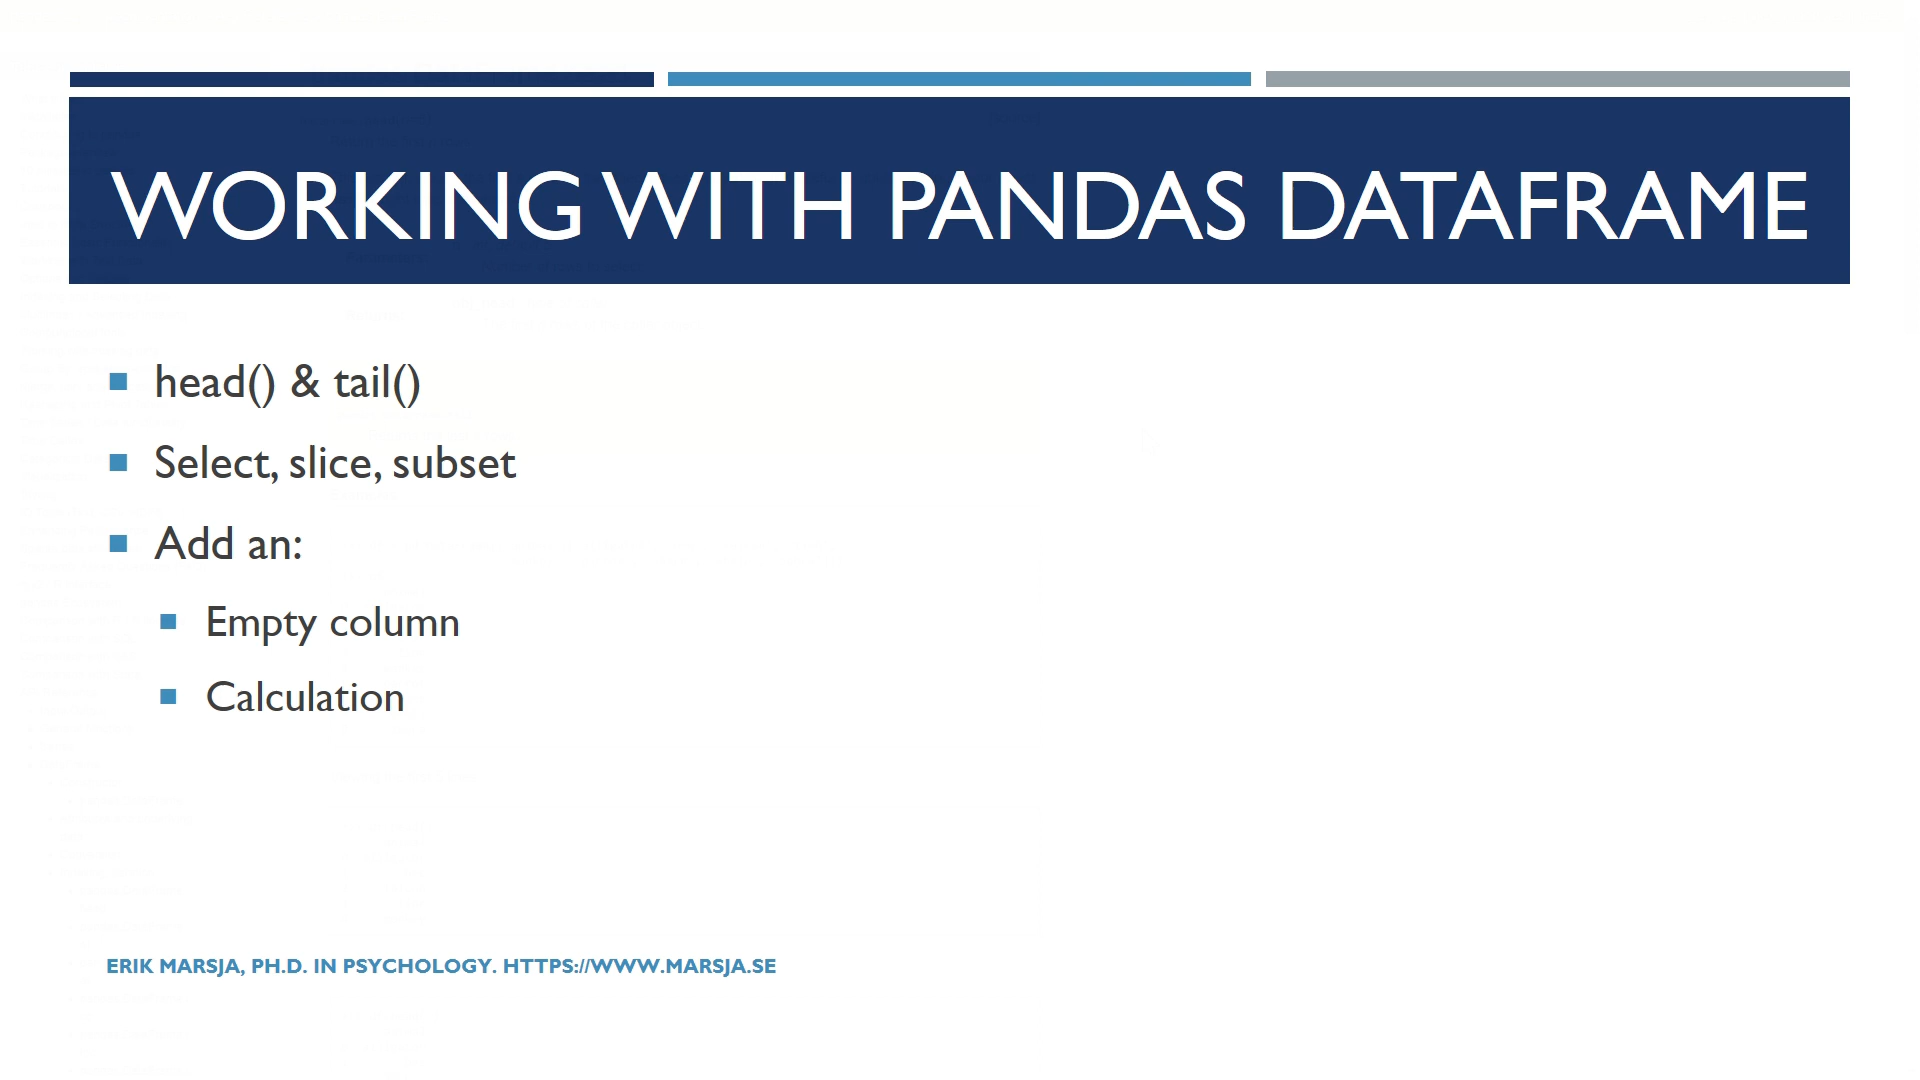 WORKING WITH PANDAS DATAFRAME
head() & tail()
Select, slice, subset
Add an:
Empty column
Calculation
ERIK MARSJA, PH.D. IN PSYCHOLOGY. HTTPS://WWW.MARSJA.SE